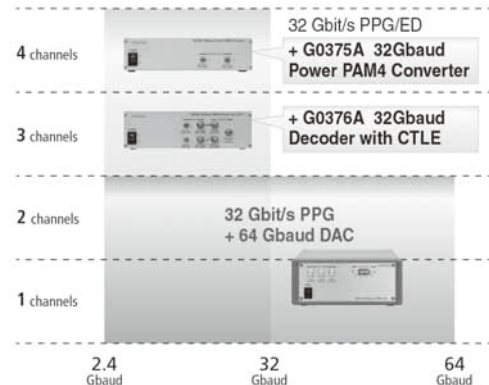 32 Gbit/s PPG/ED
4 channels
+ G0375A 32Gbaud
Power PAM4 Converter
3 channels
+ G0376A 32Gbaud
Decoder with CTLE
2 channels
32 Gbit/s PPG
+ 64 Gbaud DAC
1 channels
2.4 32 64
Gbaud Gbaud Gbaud